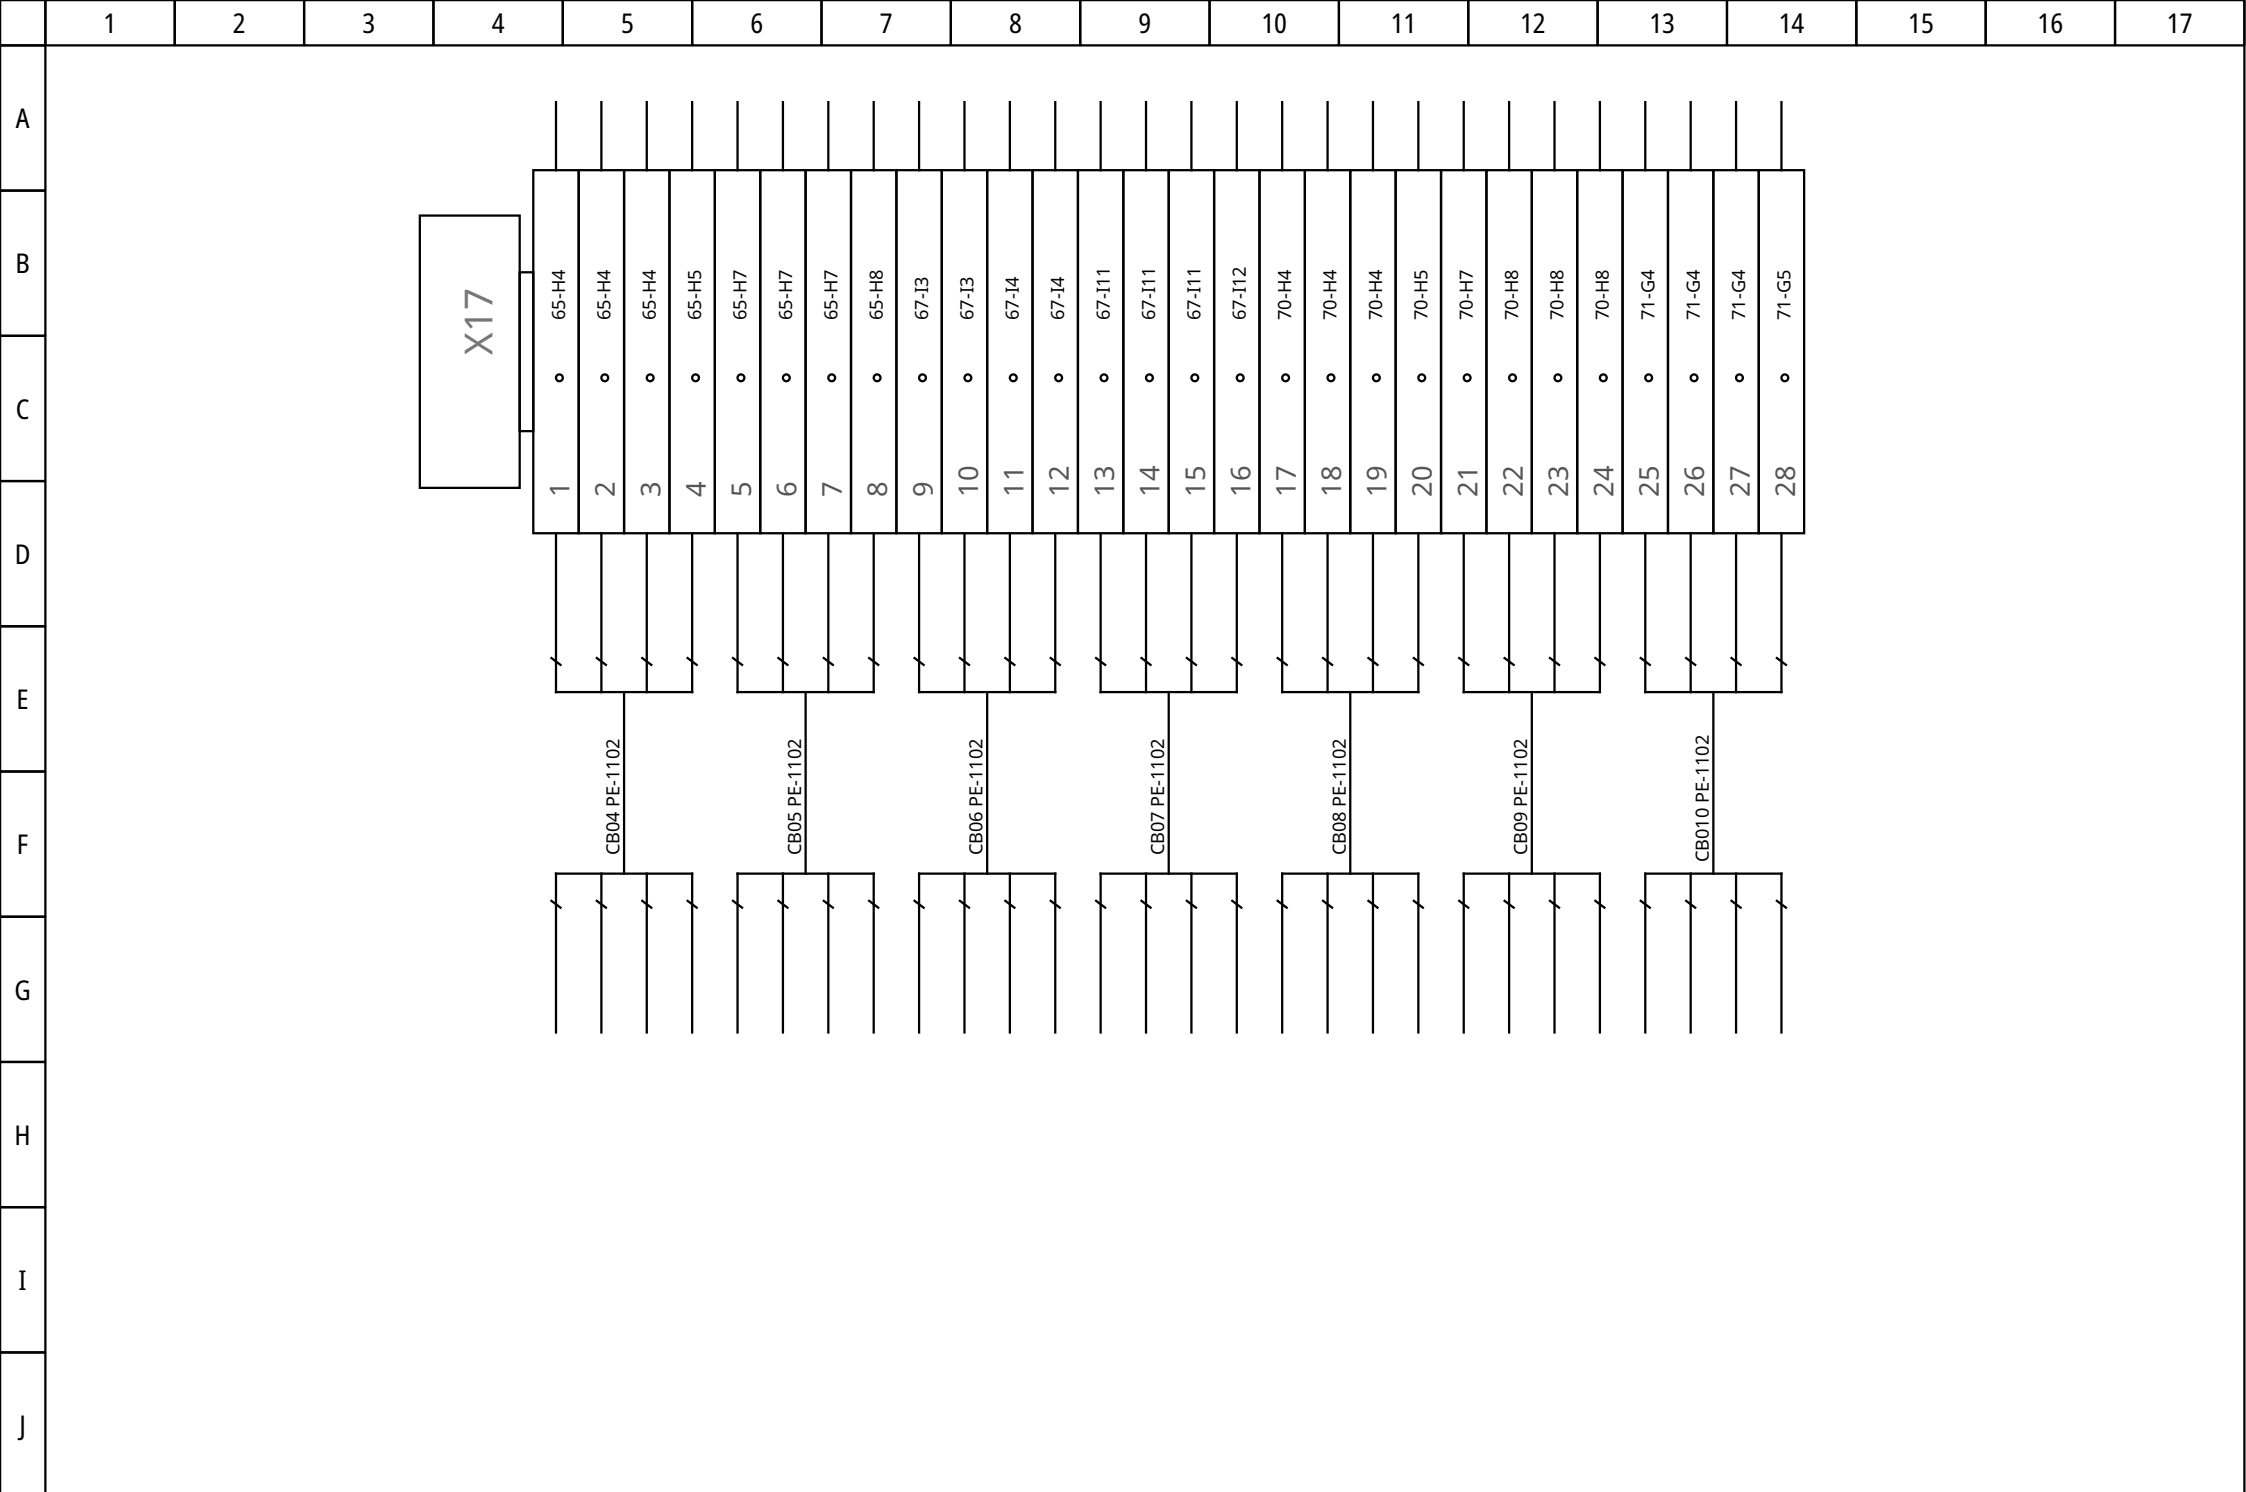 1 2 3 4 5 6 7 8 9 10 11 12 13 14 15 16 17
A
B
C
D
E
F
G
H
I
J
X17
65-H4
65-H4
65-H4
65-H5
65-H7
65-H7
65-H7
65-H8
67-I3
67-I3
67-I4
67-I4
67-I11
67-I11
67-I11
67-I12
70-H4
70-H4
70-H4
70-H5
70-H7
70-H8
70-H8
70-H8
71-G4
71-G4
71-G4
71-G5
1
2
3
4
5
6
7
8
9
10
11
12
13
14
15
16
17
18
19
20
21
22
23
24
25
26
27
28
CB04 PE-1102
CB05 PE-1102
CB06 PE-1102
CB07 PE-1102
CB08 PE-1102
CB09 PE-1102
CB010 PE-1102